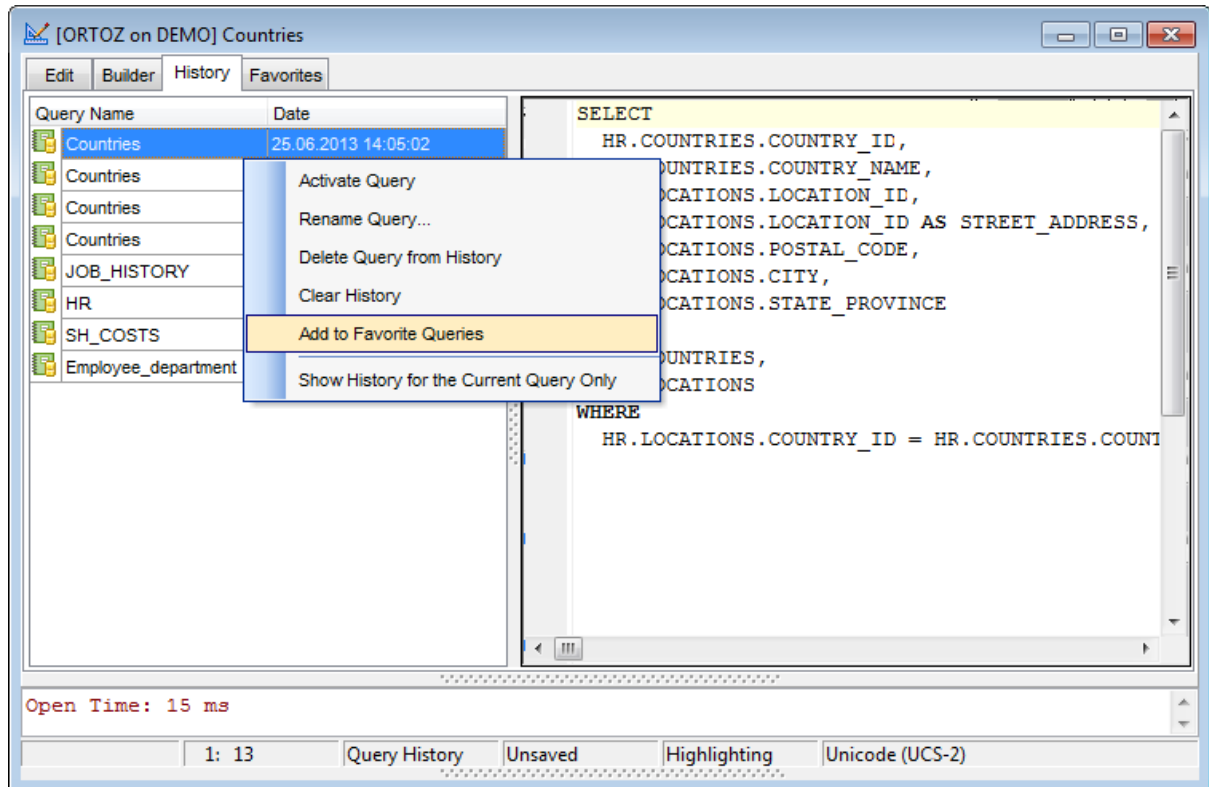 [ORTOZ on DEMO] Countries
Edit Builder History Favorites
Query Name Date
Countries 25.06.2013 14:05:02
Countries
Countries
Countries
JOB_HISTORY
HR
SH_COSTS
Employee_department
Activate Query
Rename Query...
Delete Query from History
Clear History
Add to Favorite Queries
Show History for the Current Query Only
SELECT
HR.COUNTRIES.COUNTRY_ID,
OUNTRIES.COUNTRY_NAME,
OCATIONS.LOCATION_ID,
OCATIONS.LOCATION_ID AS STREET_ADDRESS,
OCATIONS.POSTAL_CODE,
OCATIONS.CITY,
OCATIONS.STATE_PROVINCE
OUNTRIES,
OCATIONS
WHERE
HR.LOCATIONS.COUNTRY_ID = HR.COUNTRIES.COUNT
Open Time: 15 ms
1: 13 Query History Unsaved Highlighting Unicode (UCS-2)